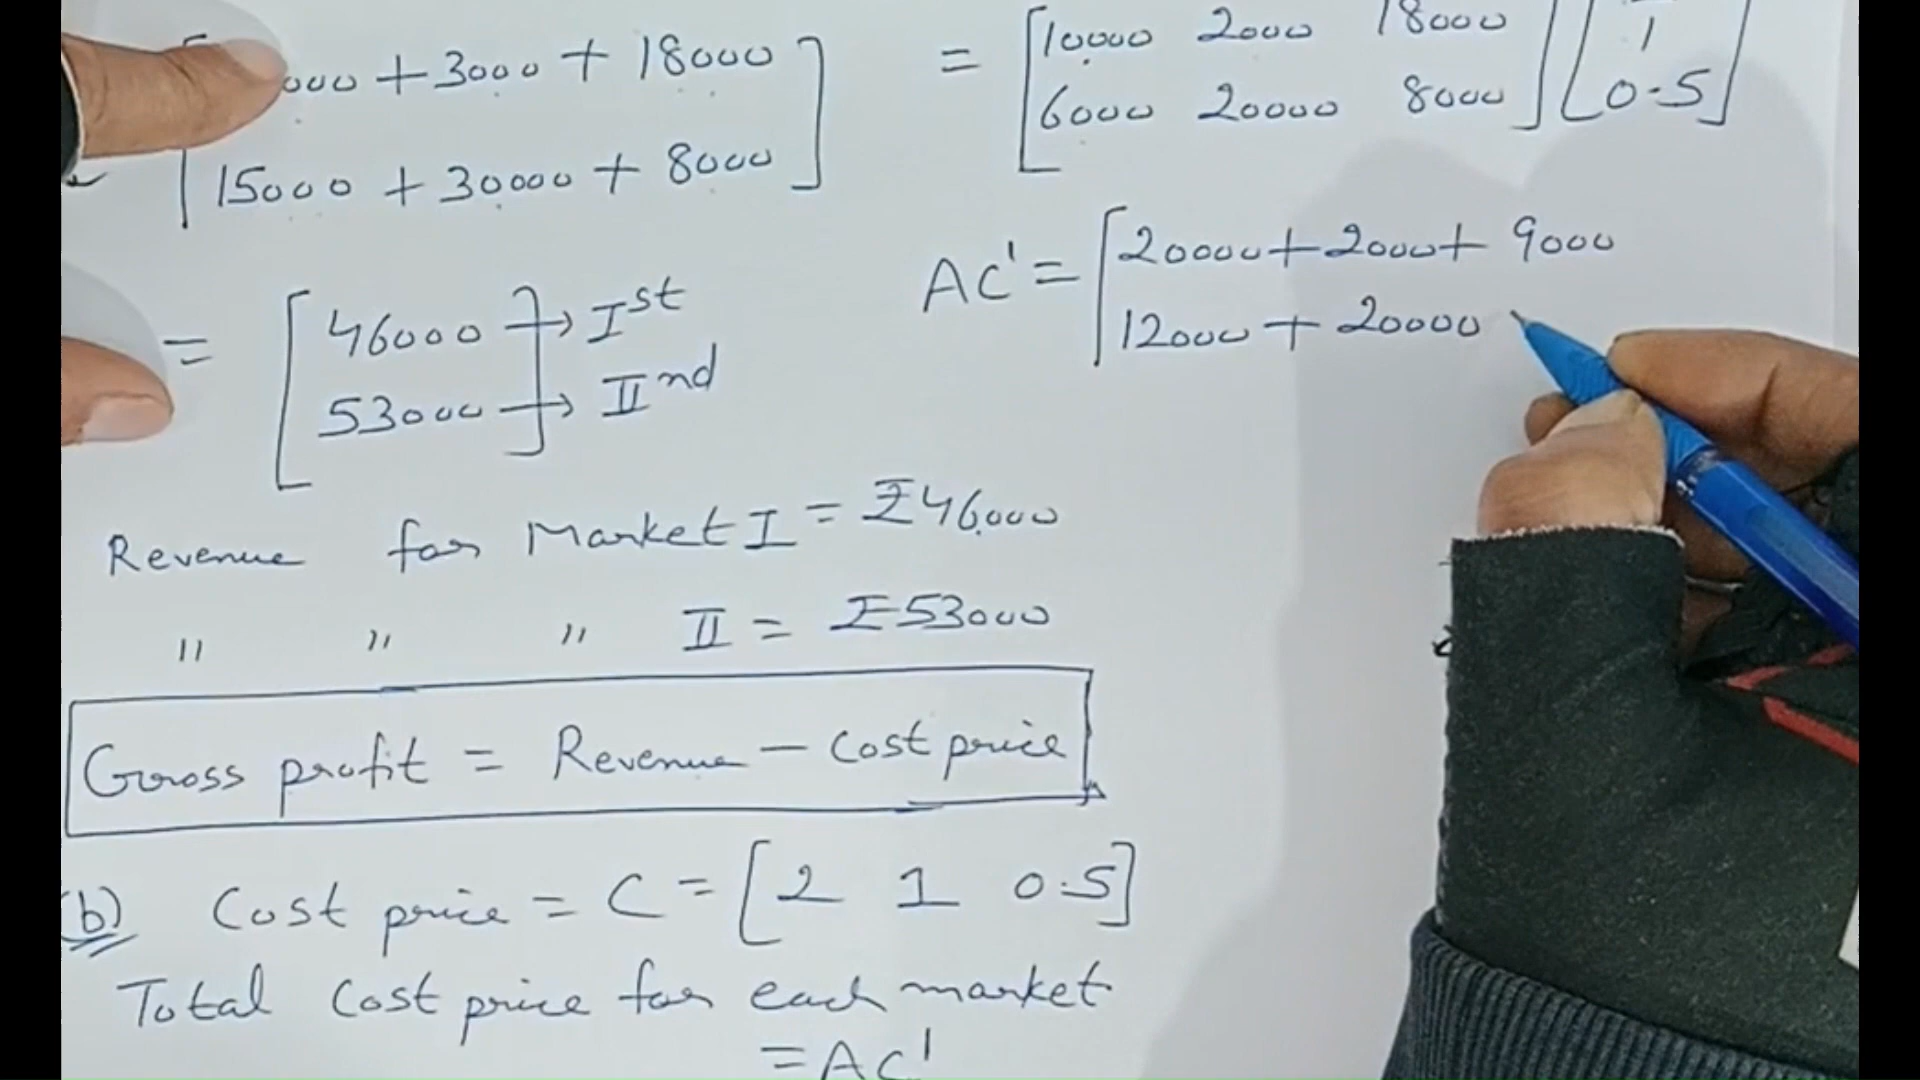 000 + 3000 + 18000
15000 + 30000 + 8000
= [ 46000 → Ist
53000 ] → IInd
Revenue for Market I = ₹46000
" " " II = ₹53000
Gross profit = Revenue - Cost price
(b) Cost price = C = [2 1 0.5]
Total Cost price for each market
= AC'
= [10000 2000 18000
6000 20000 8000] [1
0.5]
AC' = [20000 + 2000 + 9000
12000 + 20000